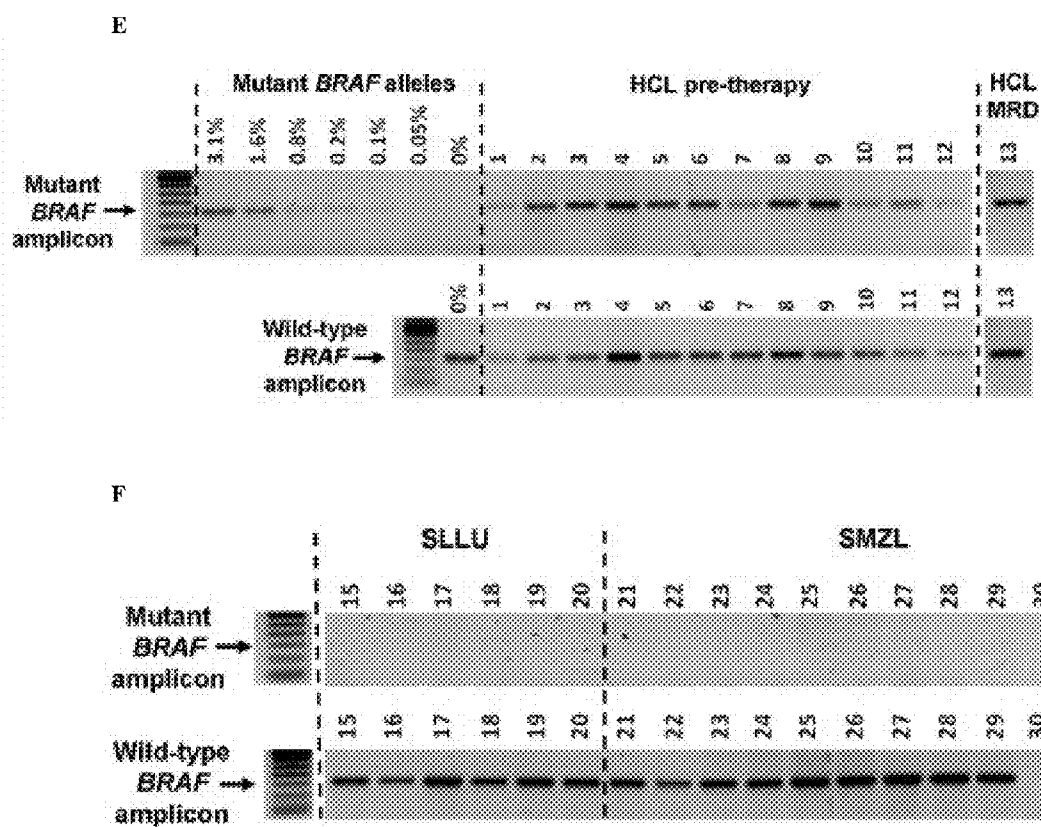 E
Mutant BRAF alleles
HCL pre-therapy
HCL
MRD
3.1% 1.6% 0.8% 0.2% 0.1% 0.05% 0% 1 2 3 4 5 6 7 8 9 10 11 12 13
Mutant
BRAF
amplicon
0% 1 2 3 4 5 6 7 8 9 10 11 12 13
Wild-type
BRAF
amplicon
F
SLLU
SMZL
15 16 17 18 19 20 21 22 23 24 25 26 27 28 29 30
Mutant
BRAF
amplicon
15 16 17 18 19 20 21 22 23 24 25 26 27 28 29 30
Wild-type
BRAF
amplicon